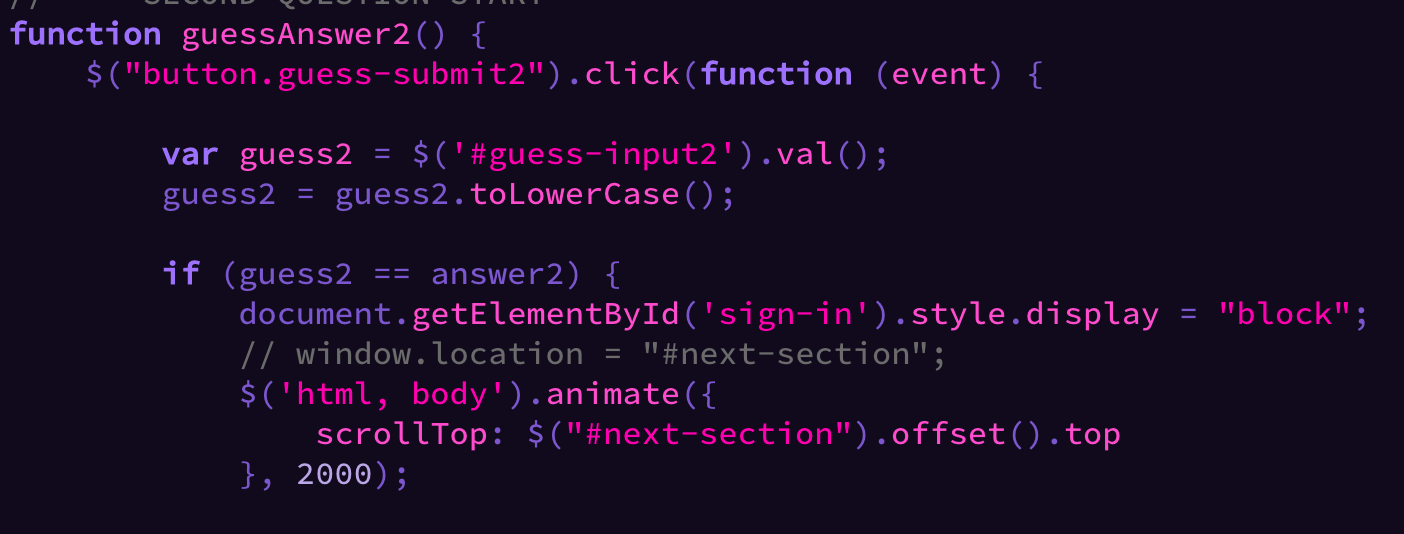 // SECOND QUESTION START
function guessAnswer2() {
    $("button.guess-submit2").click(function (event) {
        var guess2 = $('#guess-input2').val();
        guess2 = guess2.toLowerCase();
        if (guess2 == answer2) {
            document.getElementById('sign-in').style.display = "block";
            // window.location = "#next-section";
            $('html, body').animate({
                scrollTop: $("#next-section").offset().top
            }, 2000);